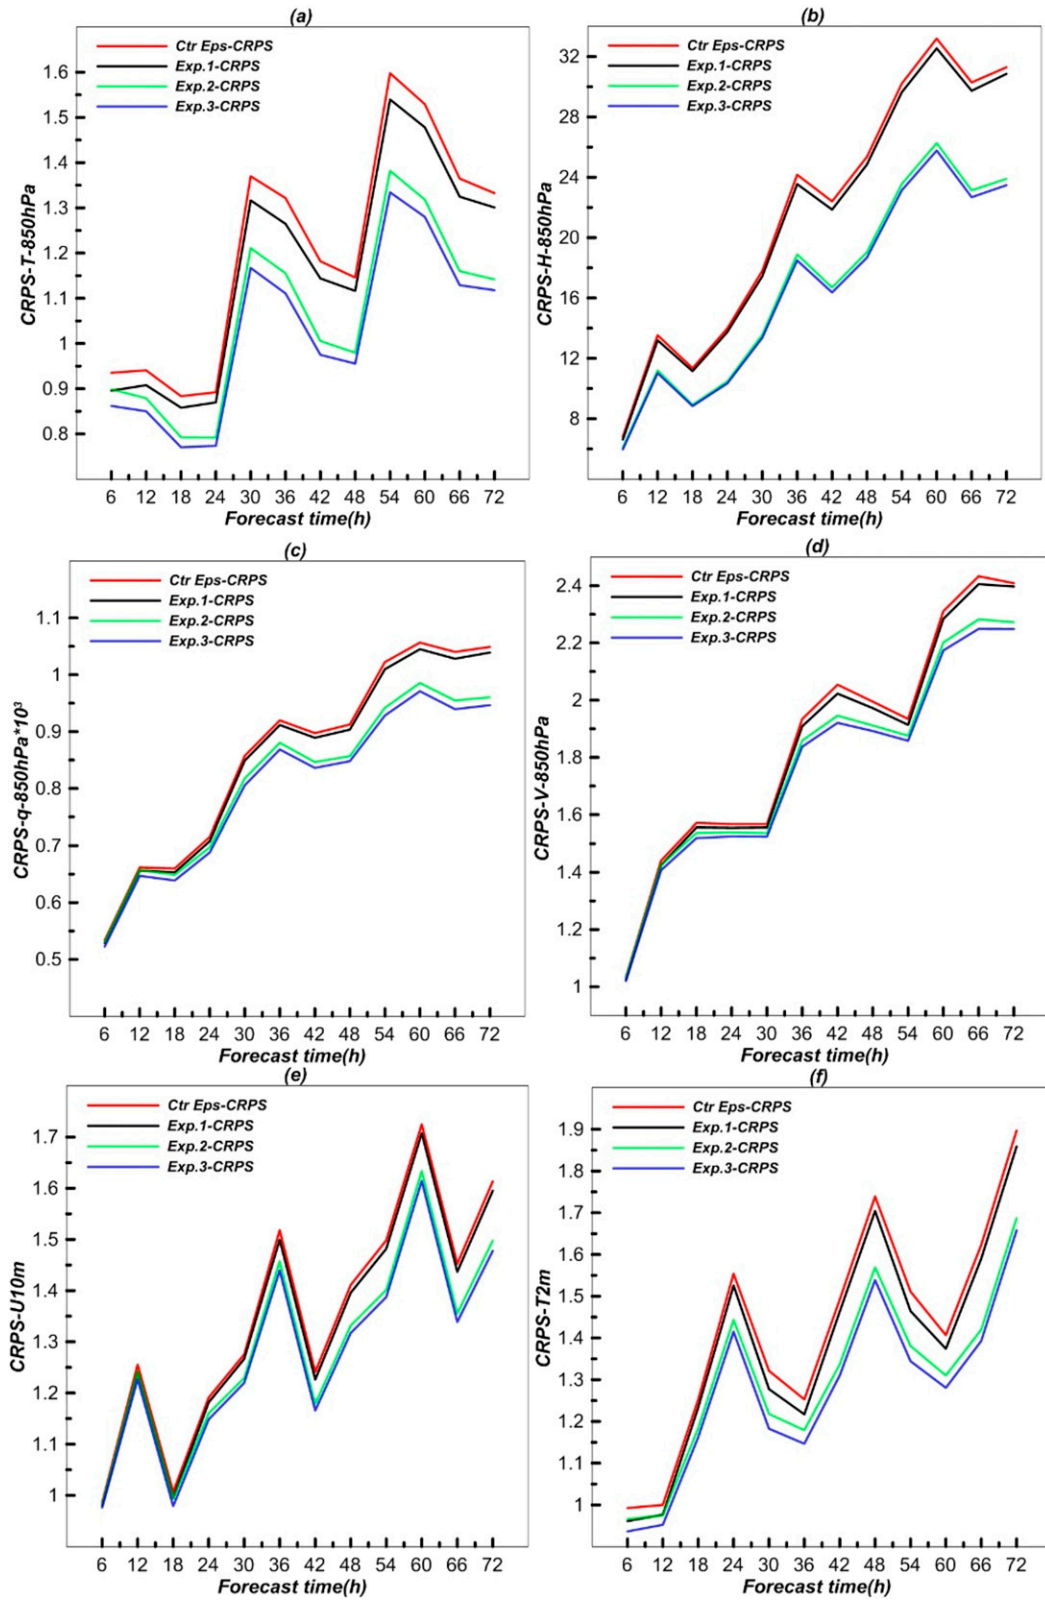 (a)
Ctr Eps-CRPS
Exp.1-CRPS
Exp.2-CRPS
Exp.3-CRPS
CRPS-T-850hPa
1.6
1.5
1.4
1.3
1.2
1.1
1
0.9
0.8
6 12 18 24 30 36 42 48 54 60 66 72
Forecast time(h)
(b)
Ctr Eps-CRPS
Exp.1-CRPS
Exp.2-CRPS
Exp.3-CRPS
CRPS-H-850hPa
32
28
24
20
16
12
8
6 12 18 24 30 36 42 48 54 60 66 72
Forecast time(h)
(c)
Ctr Eps-CRPS
Exp.1-CRPS
Exp.2-CRPS
Exp.3-CRPS
CRPS-q-850hPa*10³
1.1
1
0.9
0.8
0.7
0.6
0.5
6 12 18 24 30 36 42 48 54 60 66 72
Forecast time(h)
(d)
Ctr Eps-CRPS
Exp.1-CRPS
Exp.2-CRPS
Exp.3-CRPS
CRPS-V-850hPa
2.4
2.2
2
1.8
1.6
1.4
1.2
1
6 12 18 24 30 36 42 48 54 60 66 72
Forecast time(h)
(e)
Ctr Eps-CRPS
Exp.1-CRPS
Exp.2-CRPS
Exp.3-CRPS
CRPS-U10m
1.7
1.6
1.5
1.4
1.3
1.2
1.1
1
6 12 18 24 30 36 42 48 54 60 66 72
Forecast time(h)
(f)
Ctr Eps-CRPS
Exp.1-CRPS
Exp.2-CRPS
Exp.3-CRPS
CRPS-T2m
1.9
1.8
1.7
1.6
1.5
1.4
1.3
1.2
1.1
1
6 12 18 24 30 36 42 48 54 60 66 72
Forecast time(h)